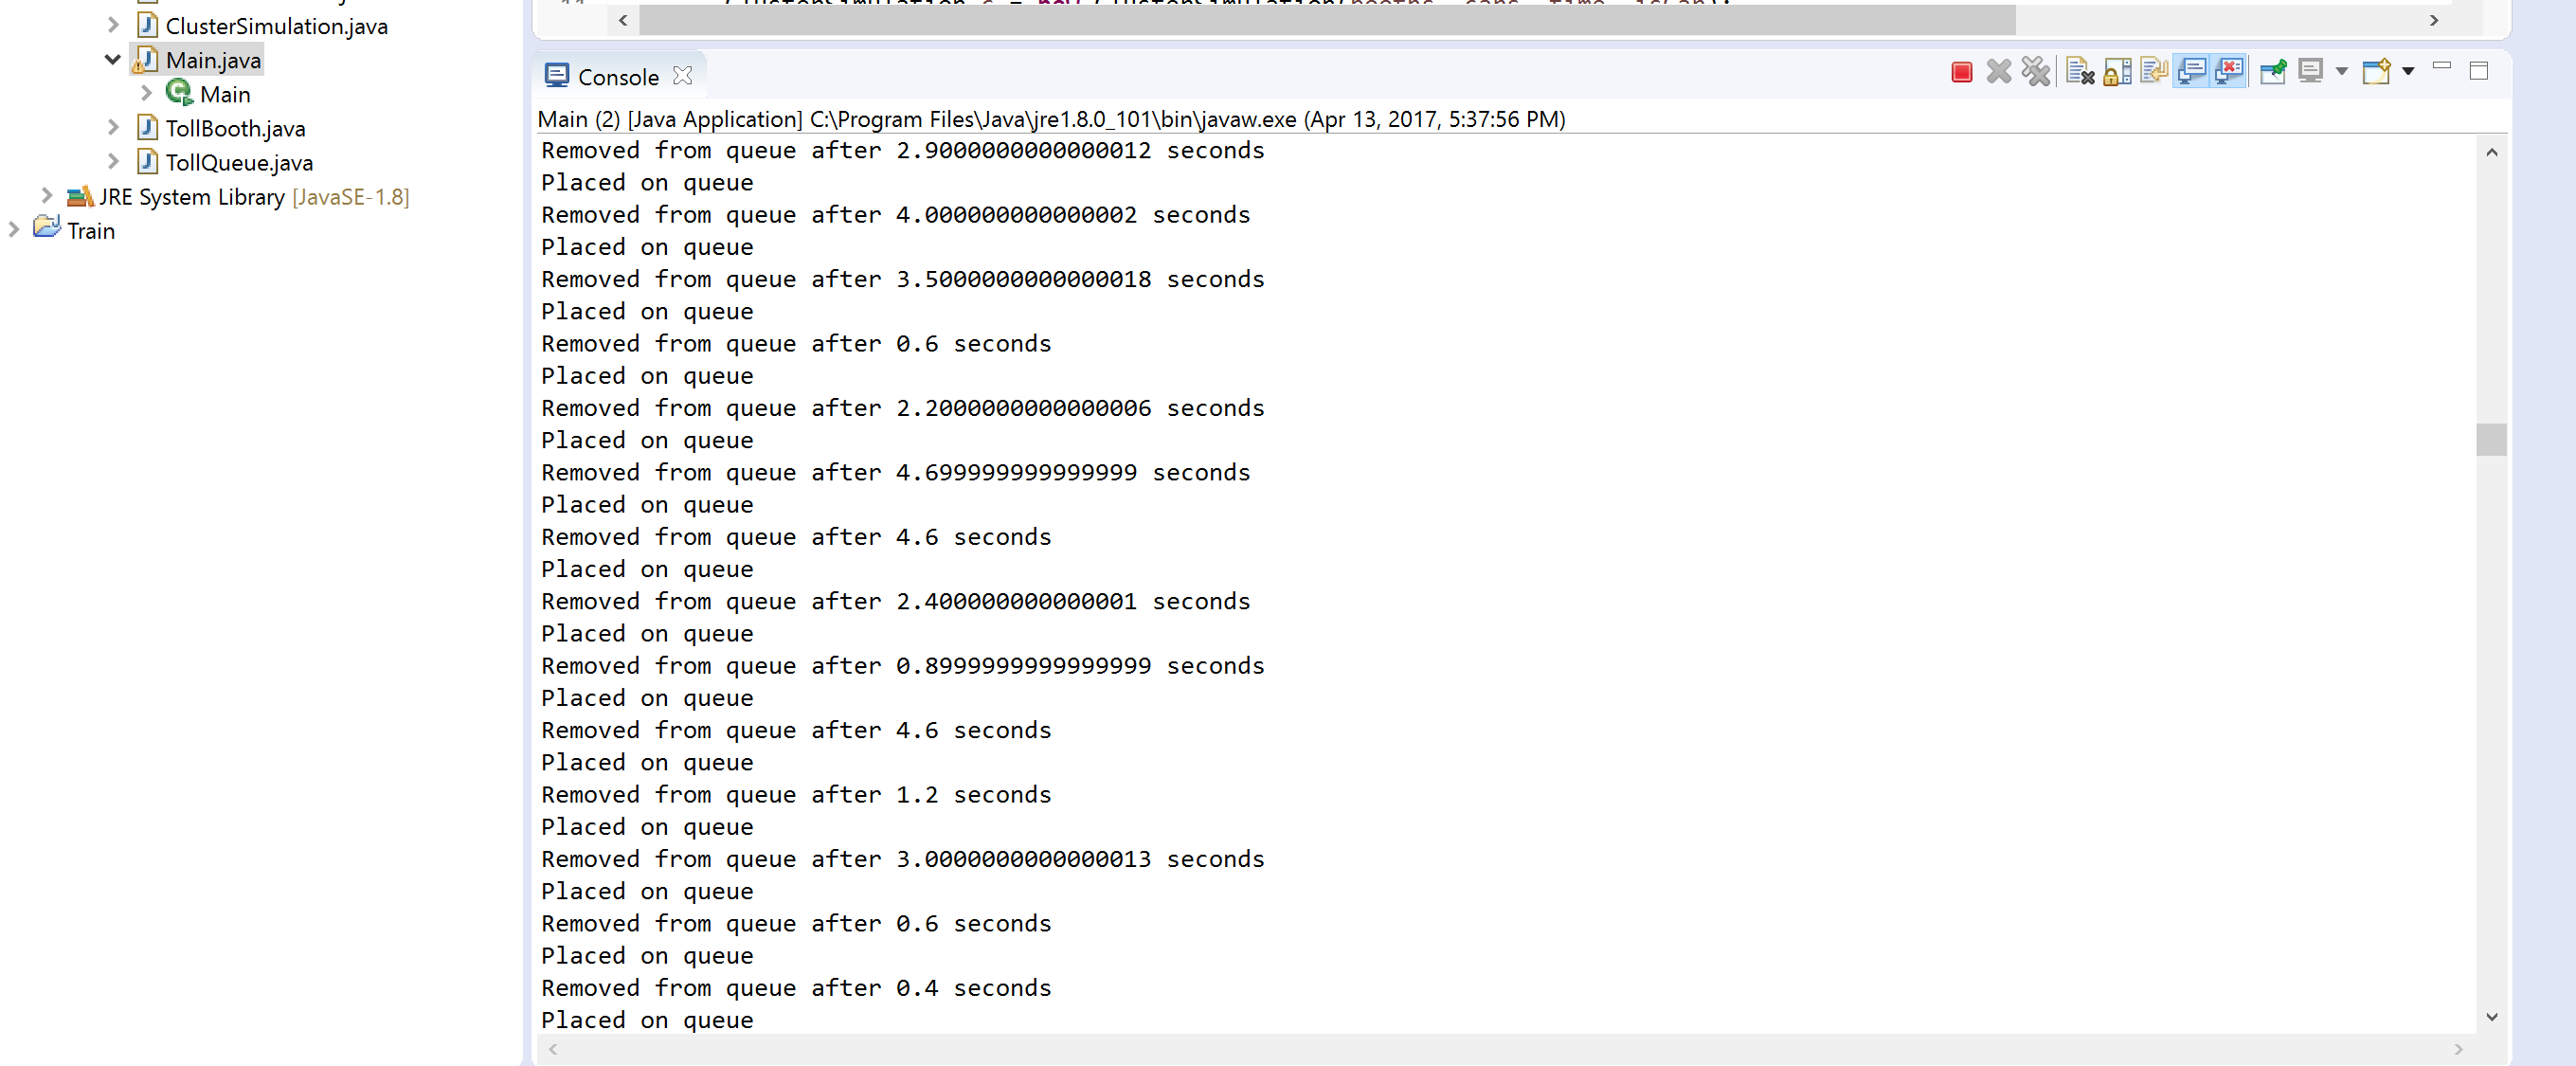 ClusterSimulation.java
Main.java
Main
TollBooth.java
TollQueue.java
JRE System Library [JavaSE-1.8]
Train
Console
Main (2) [Java Application] C:\Program Files\Java\jre1.8.0_101\bin\javaw.exe (Apr 13, 2017, 5:37:56 PM)
Removed from queue after 2.9000000000000012 seconds
Placed on queue
Removed from queue after 4.000000000000002 seconds
Placed on queue
Removed from queue after 3.5000000000000018 seconds
Placed on queue
Removed from queue after 0.6 seconds
Placed on queue
Removed from queue after 2.2000000000000006 seconds
Placed on queue
Removed from queue after 4.699999999999999 seconds
Placed on queue
Removed from queue after 4.6 seconds
Placed on queue
Removed from queue after 2.400000000000001 seconds
Placed on queue
Removed from queue after 0.8999999999999999 seconds
Placed on queue
Removed from queue after 4.6 seconds
Placed on queue
Removed from queue after 1.2 seconds
Placed on queue
Removed from queue after 3.0000000000000013 seconds
Placed on queue
Removed from queue after 0.6 seconds
Placed on queue
Removed from queue after 0.4 seconds
Placed on queue